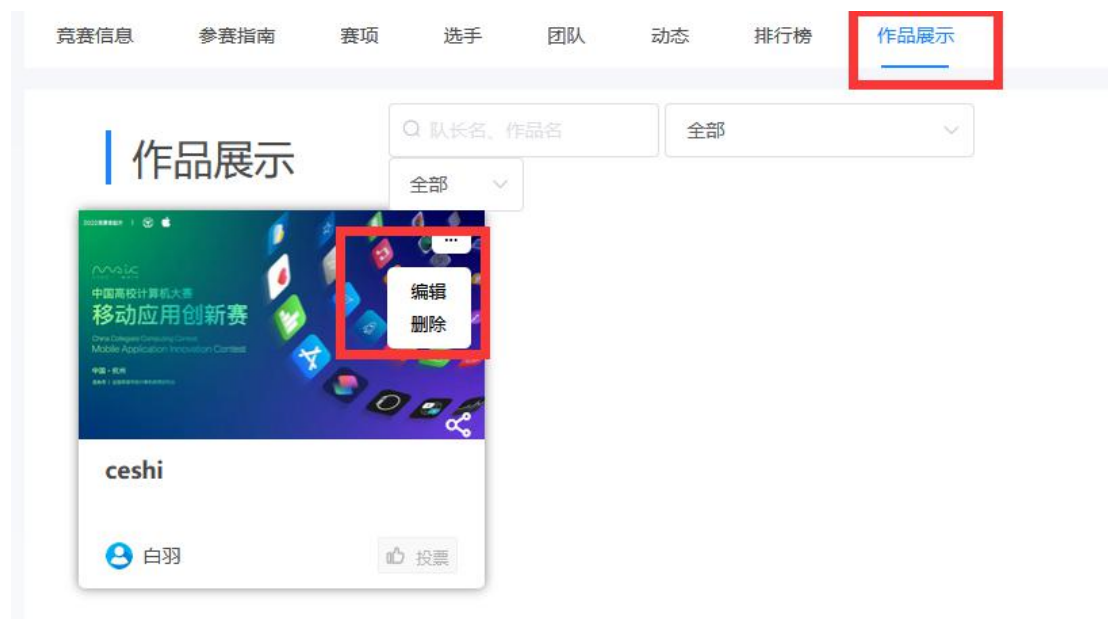 竞赛信息 参赛指南 赛项 选手 团队 动态 排行榜 作品展示
队长名、作品名 全部
作品展示
全部
...
编辑
删除
中国高校计算机大赛
移动应用创新赛
China Collegiate Computing Contest
Mobile Application Innovation Contest
中国·杭州
ceshi
白羽 投票